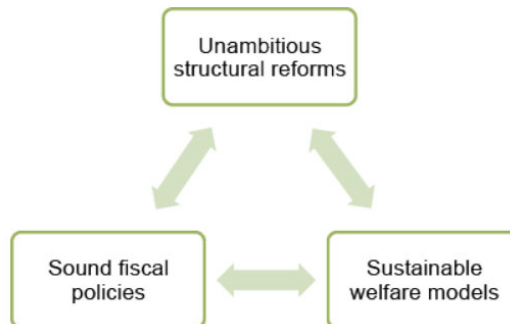 Unambitious
structural reforms
Sound fiscal
policies
Sustainable
welfare models